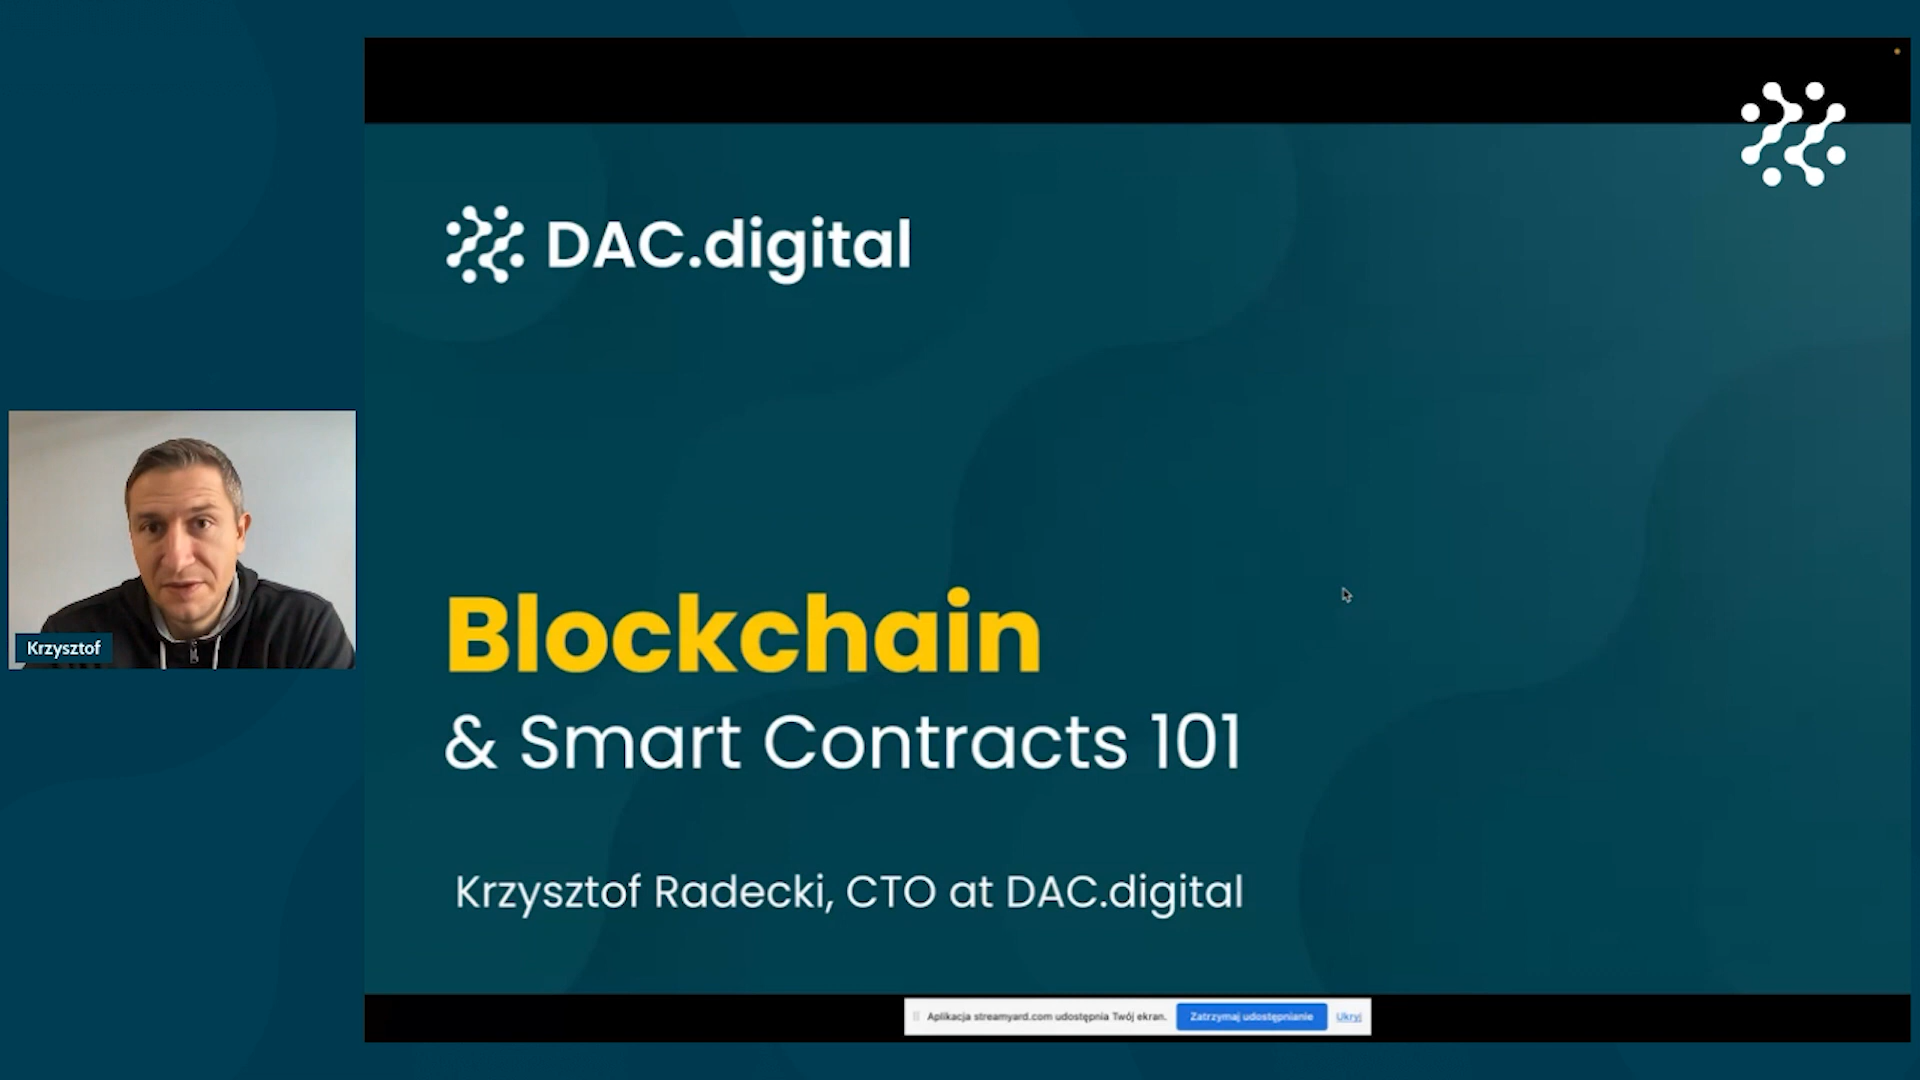 DAC.digital
Blockchain
& Smart Contracts 101
Krzysztof Radecki, CTO at DAC.digital
Krzysztof
Aplikacja streamyard.com udostępnia Twój ekran. Zatrzymaj udostępnianie Ukryj